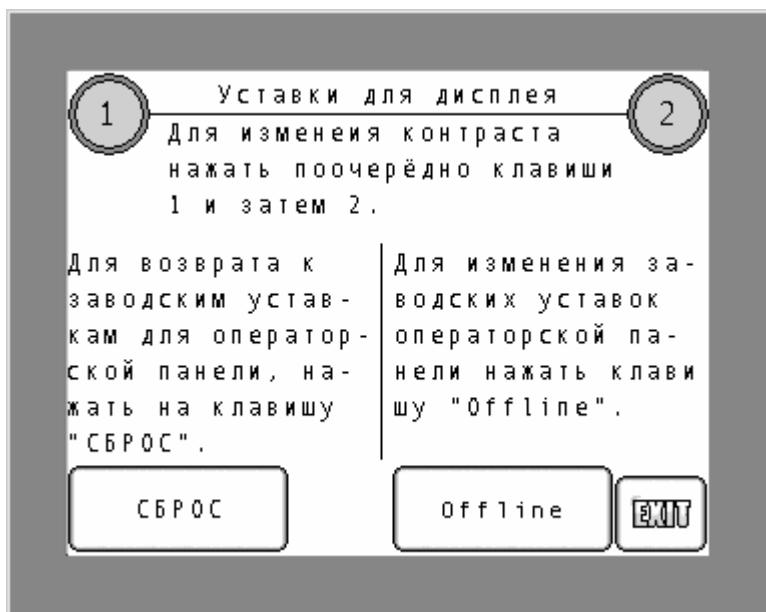 1
Уставки для дисплея
2
Для изменеия контраста
нажать поочерёдно клавиши
1 и затем 2.
Для возврата к
заводским устав-
кам для оператор-
ской панели, на-
жать на клавишу
"СБРОС".
Для изменения за-
водских уставок
операторской па-
нели нажать клави
шу "Offline".
СБРОС
Offline
EXIT